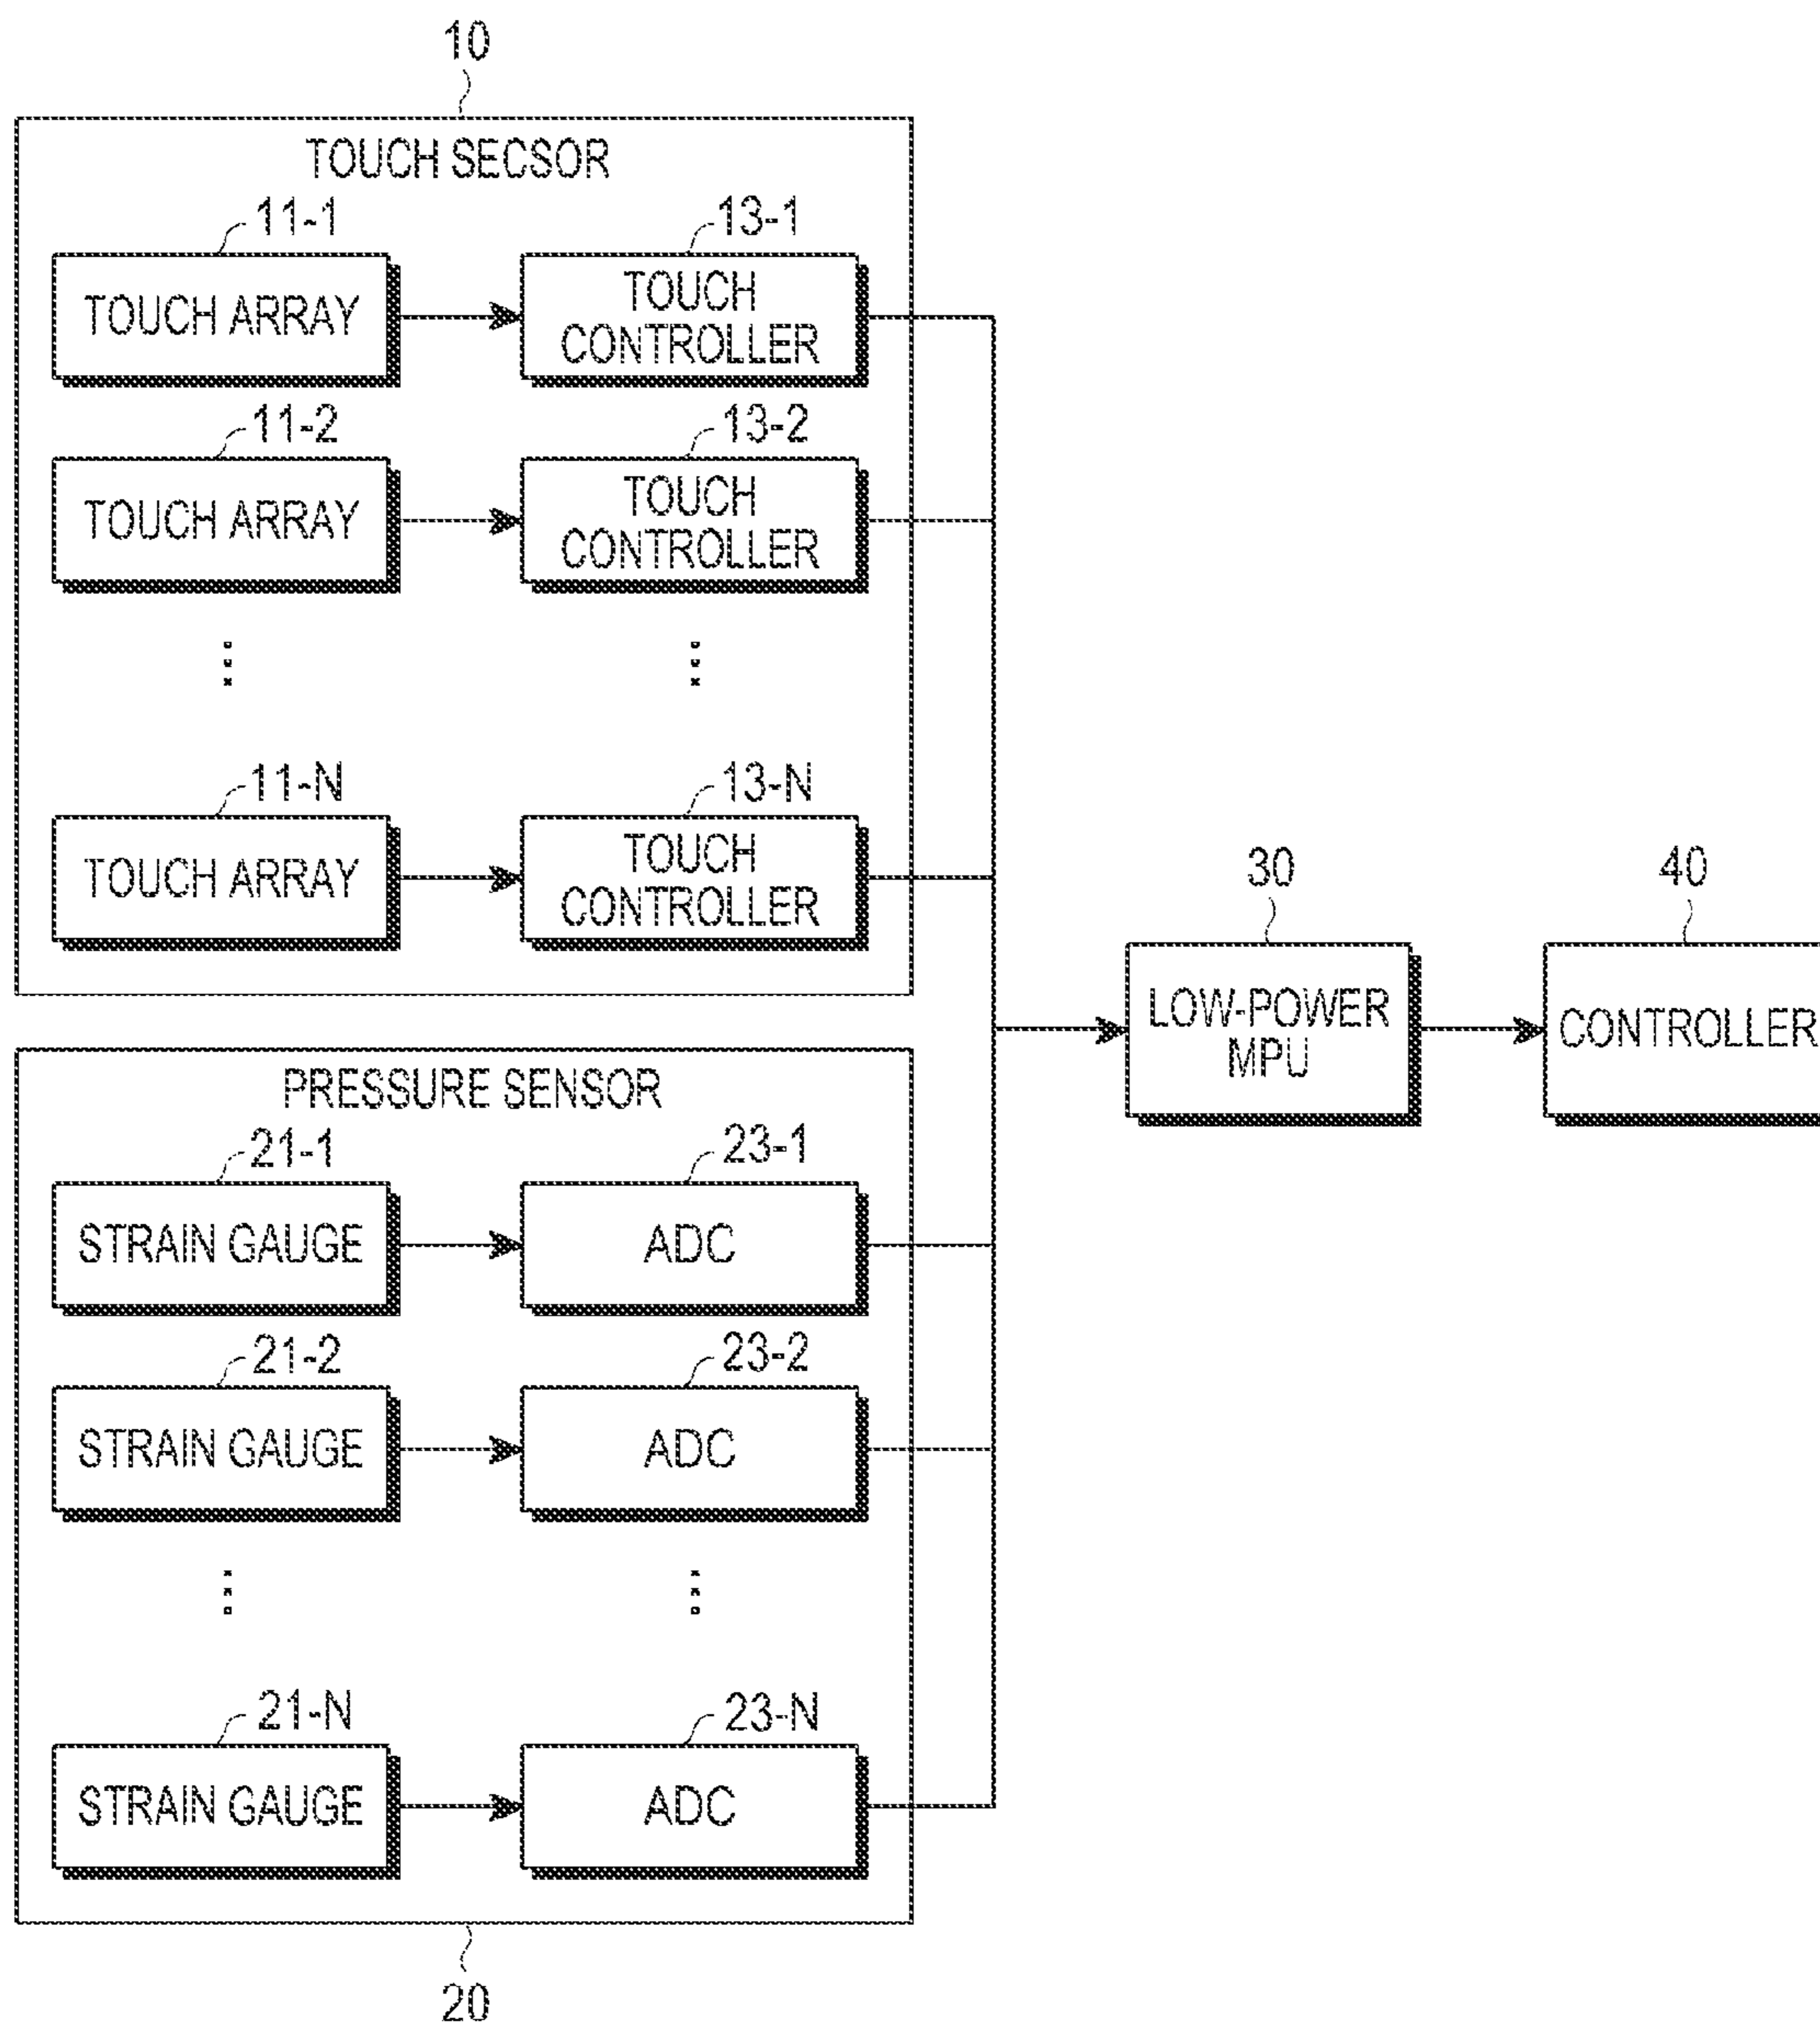 10
TOUCH SECSOR
11-1
13-1
TOUCH ARRAY
TOUCH
CONTROLLER
11-2
13-2
TOUCH ARRAY
TOUCH
CONTROLLER
11-N
13-N
TOUCH ARRAY
TOUCH
CONTROLLER
30
40
LOW-POWER
MPU
CONTROLLER
PRESSURE SENSOR
21-1
23-1
STRAIN GAUGE
ADC
21-2
23-2
STRAIN GAUGE
ADC
21-N
23-N
STRAIN GAUGE
ADC
20